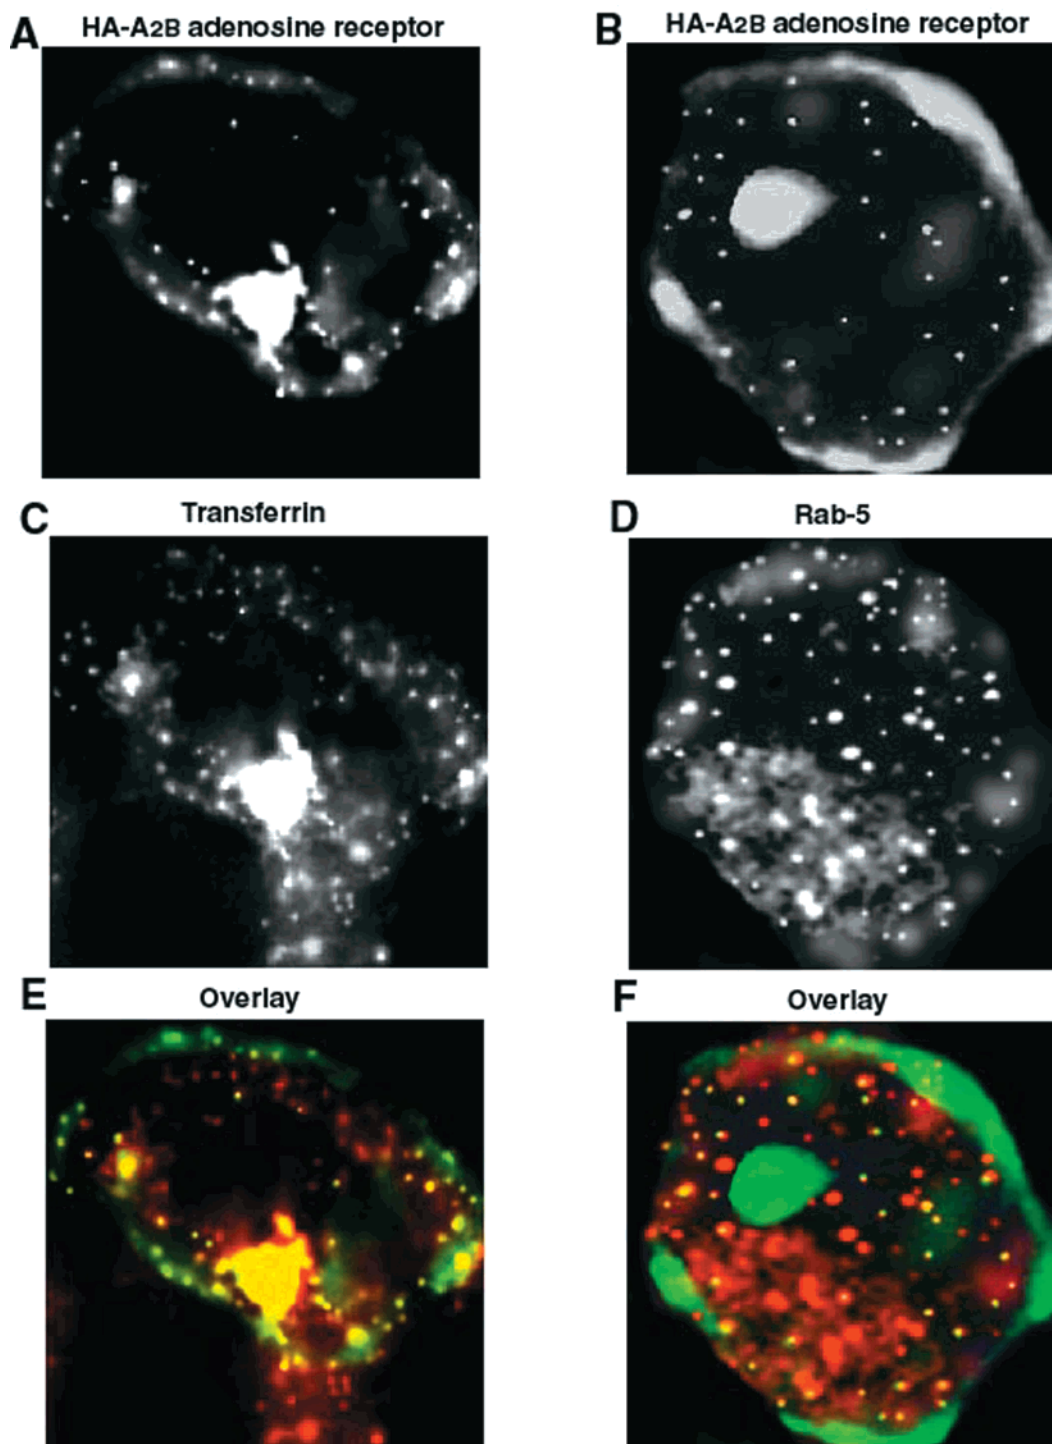 A HA-A2B adenosine receptor
B HA-A2B adenosine receptor
C Transferrin
D Rab-5
E Overlay
F Overlay